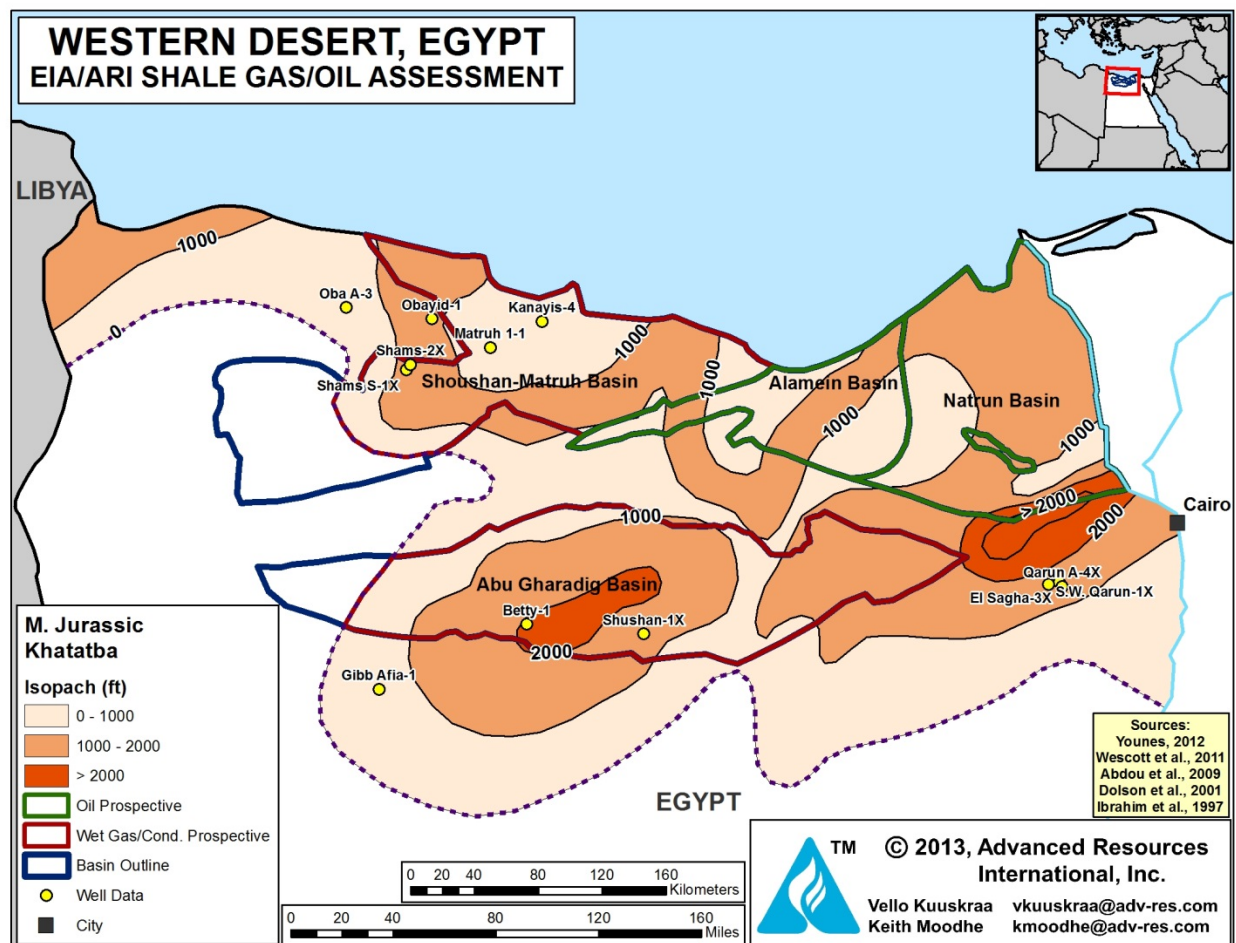 WESTERN DESERT, EGYPT
EIA/ARI SHALE GAS/OIL ASSESSMENT
LIBYA
1000
0
Oba A-3
Obayid-1
Kanayis-4
Matruh 1-1
1000
Shams-2X
Shams S-1X
Shoushan-Matruh Basin
1000
Alamein Basin
1000
Natrun Basin
1000
> 2000
2000
Cairo
1000
Abu Gharadig Basin
Betty-1
Shushan-1X
2000
Qarun A-4X
El Sagha-3X
S.W. Qarun-1X
Gibb Afia-1
EGYPT
M. Jurassic
Khatatba
Isopach (ft)
0 - 1000
1000 - 2000
> 2000
Oil Prospective
Wet Gas/Cond. Prospective
Basin Outline
Well Data
City
0 10 20 40 60 80 120 160
Kilometers
0 20 40 80 120 160
Miles
Sources:
Younes, 2012
Wescott et al., 2011
Abdou et al., 2009
Dolson et al., 2001
Ibrahim et al., 1997
TM
© 2013, Advanced Resources
International, Inc.
Vello Kuuskraa vkuuskraa@adv-res.com
Keith Moodhe kmoodhe@adv-res.com